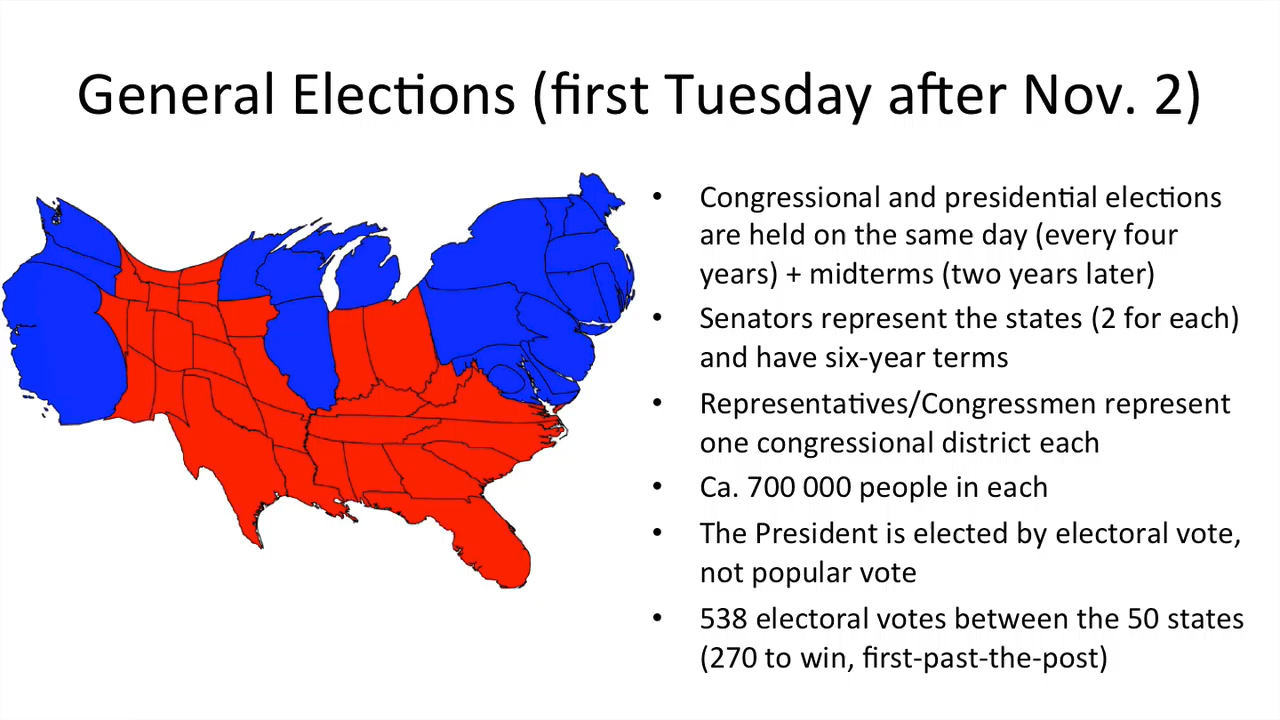 General Elections (first Tuesday after Nov. 2)
• Congressional and presidential elections
are held on the same day (every four
years) + midterms (two years later)
• Senators represent the states (2 for each)
and have six-year terms
• Representatives/Congressmen represent
one congressional district each
• Ca. 700 000 people in each
• The President is elected by electoral vote,
not popular vote
• 538 electoral votes between the 50 states
(270 to win, first-past-the-post)